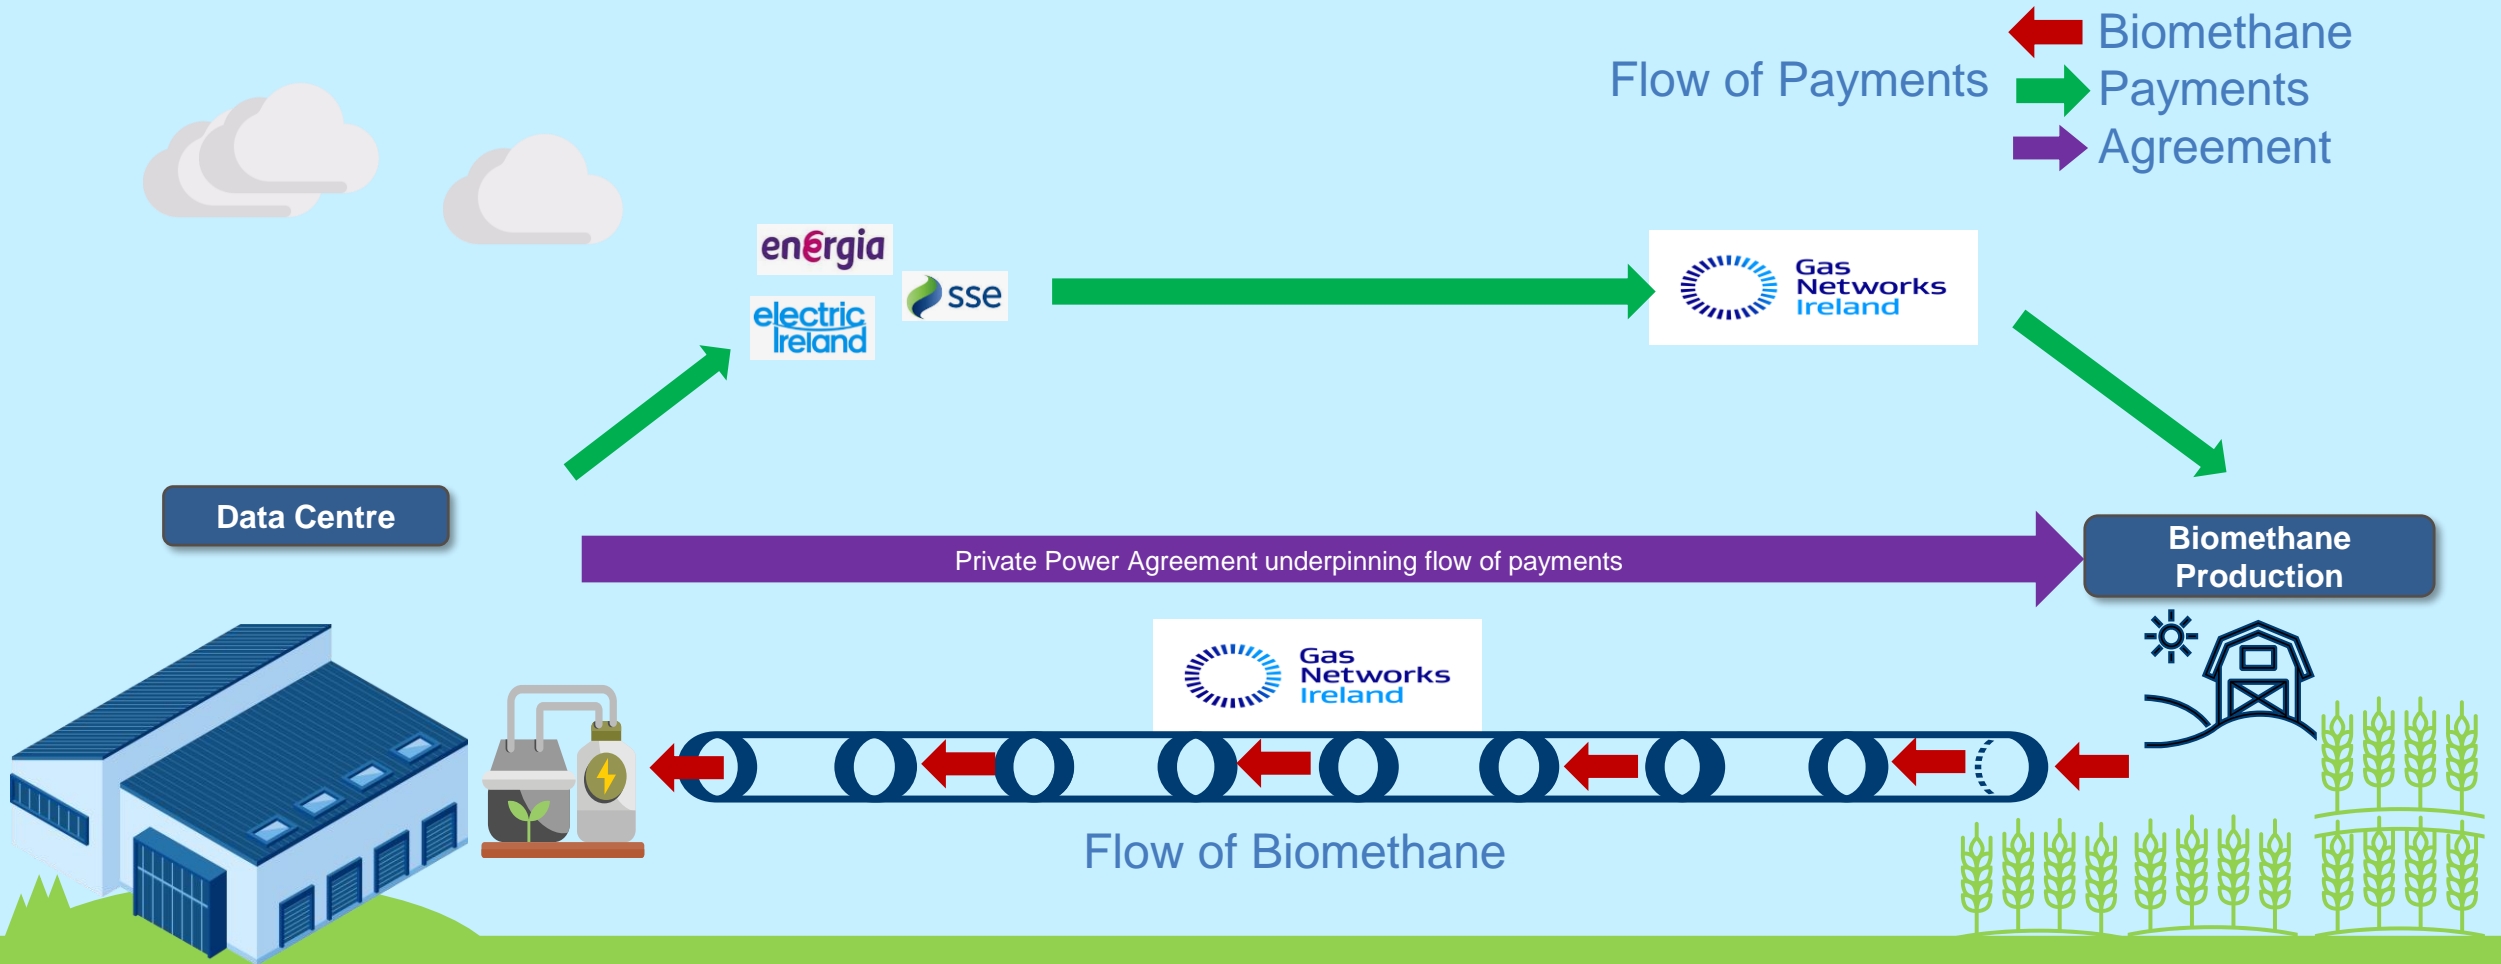 Biomethane
Flow of Payments
Payments
Agreement
energia
sse
electric
Ireland
Gas
Networks
Ireland
Data Centre
Private Power Agreement underpinning flow of payments
Biomethane
Production
Gas
Networks
Ireland
Flow of Biomethane